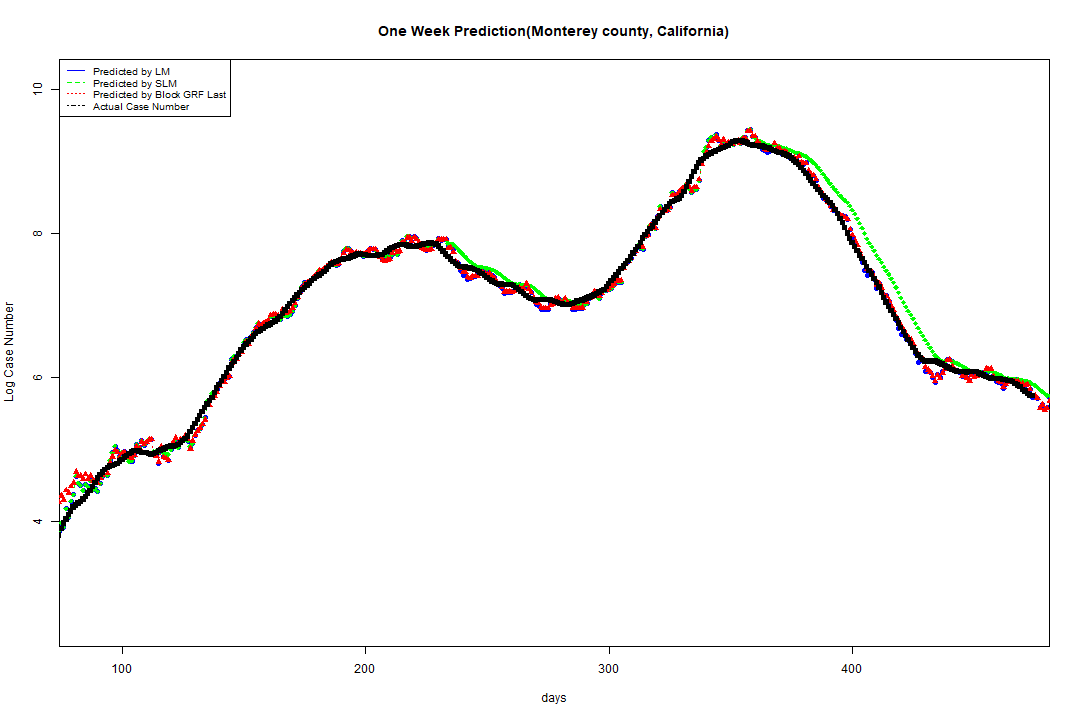 One Week Prediction(Monterey county, California)
Predicted by LM
Predicted by SLM
Predicted by Block GRF Last
Actual Case Number
10
8
6
4
Log Case Number
100
200
300
400
days